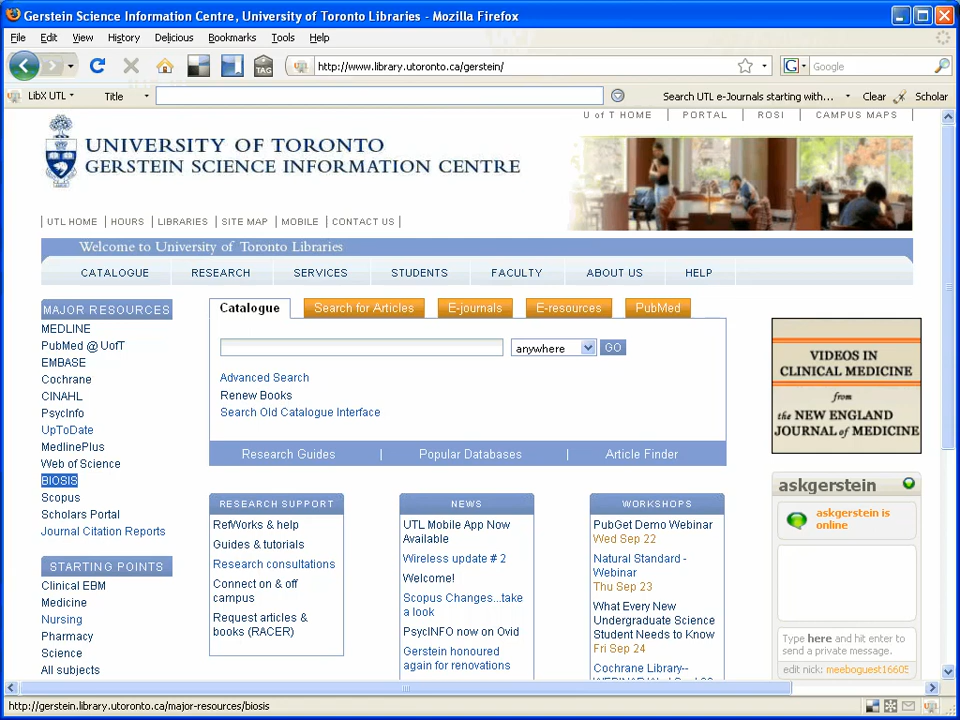 Gerstein Science Information Centre, University of Toronto Libraries - Mozilla Firefox
File Edit View History Delicious Bookmarks Tools Help
TAG
http://www.library.utoronto.ca/gerstein/
G Google
LibX UTL Title Search UTL e-Journals starting with... Clear Scholar
U of T HOME | PORTAL | ROSI | CAMPUS MAPS |
UNIVERSITY OF TORONTO
GERSTEIN SCIENCE INFORMATION CENTRE
| UTL HOME | HOURS | LIBRARIES | SITE MAP | MOBILE | CONTACT US |
Welcome to University of Toronto Libraries
CATALOGUE RESEARCH SERVICES STUDENTS FACULTY ABOUT US HELP
MAJOR RESOURCES
MEDLINE
PubMed @ UofT
EMBASE
Cochrane
CINAHL
PsycInfo
UpToDate
MedlinePlus
Web of Science
BIOSIS
Scopus
Scholars Portal
Journal Citation Reports
STARTING POINTS
Clinical EBM
Medicine
Nursing
Pharmacy
Science
All subjects
Catalogue Search for Articles E-journals E-resources PubMed
anywhere GO
Advanced Search
Renew Books
Search Old Catalogue Interface
Research Guides | Popular Databases | Article Finder
RESEARCH SUPPORT
RefWorks & help
Guides & tutorials
Research consultations
Connect on & off
campus
Request articles &
books (RACER)
NEWS
UTL Mobile App Now
Available
Wireless update # 2
Welcome!
Scopus Changes...take
a look
PsycINFO now on Ovid
Gerstein honoured
again for renovations
WORKSHOPS
PubGet Demo Webinar
Wed Sep 22
Natural Standard -
Webinar
Thu Sep 23
What Every New
Undergraduate Science
Student Needs to Know
Fri Sep 24
Cochrane Library--
VIDEOS IN
CLINICAL MEDICINE
from
the NEW ENGLAND
JOURNAL of MEDICINE
askgerstein
askgerstein is
online
Type here and hit enter to
send a private message.
edit nick: meeboguest16605
http://gerstein.library.utoronto.ca/major-resources/biosis